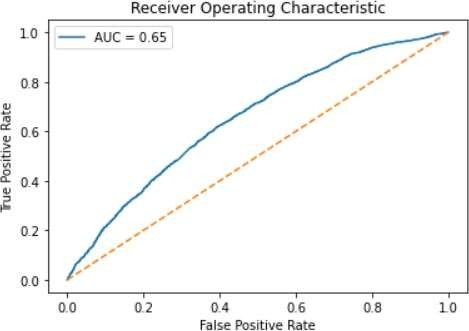 Receiver Operating Characteristic
AUC = 0.65
True Positive Rate
1.0
0.8
0.6
0.4
0.2
0.0
0.0 0.2 0.4 0.6 0.8 1.0
False Positive Rate